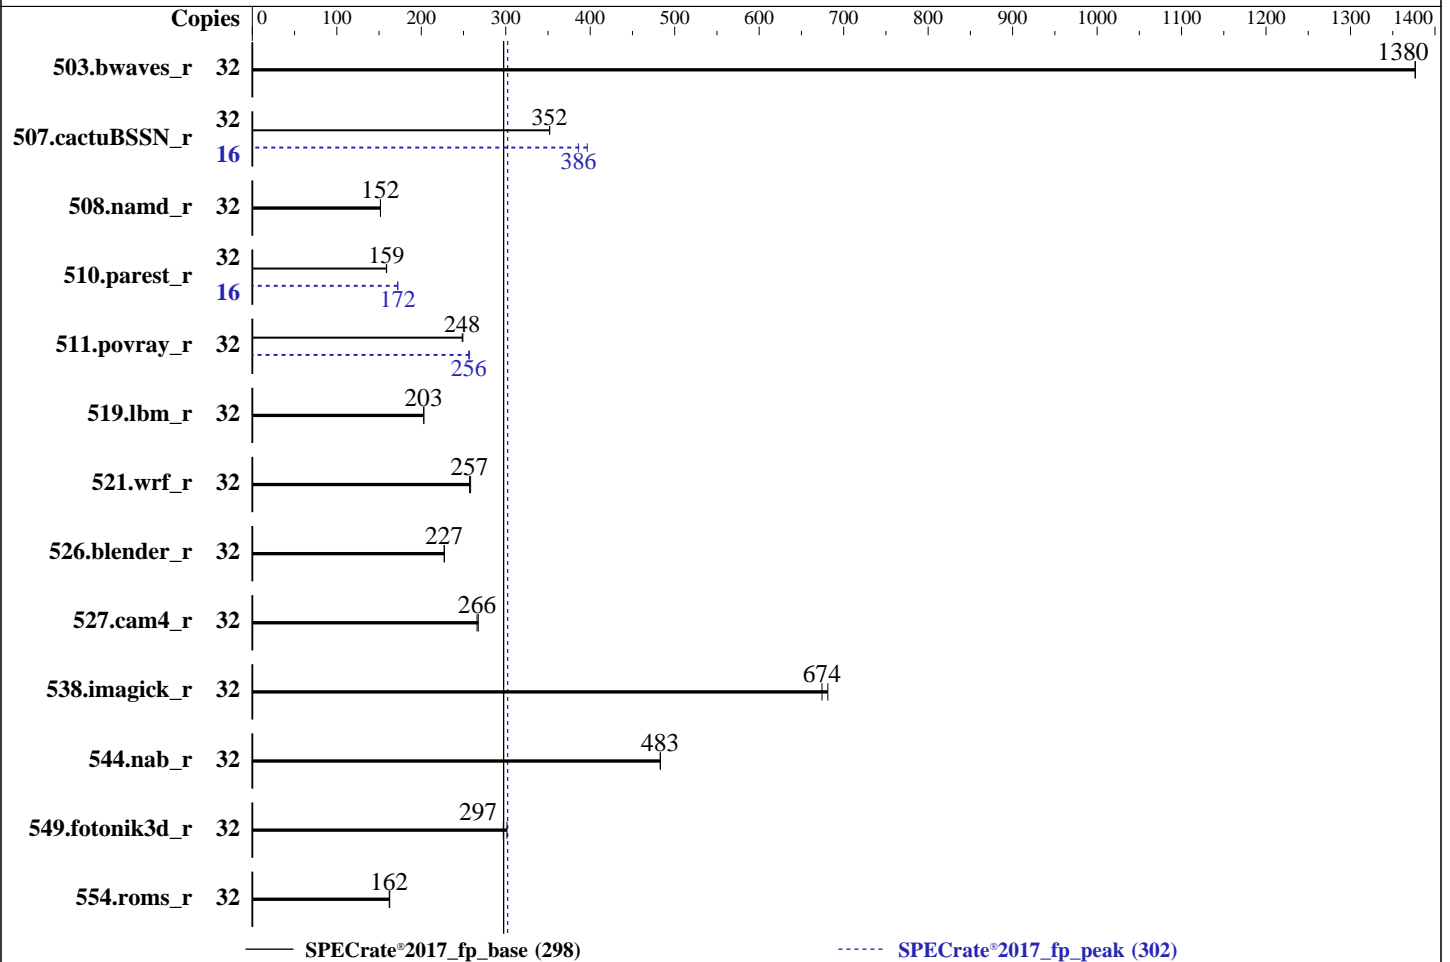 Copies 0 100 200 300 400 500 600 700 800 900 1000 1100 1200 1300 1400
503.bwaves_r 32 1380
507.cactuBSSN_r 32 352
16 386
508.namd_r 32 152
510.parest_r 32 159
16 172
511.povray_r 32 248
256
519.lbm_r 32 203
521.wrf_r 32 257
526.blender_r 32 227
527.cam4_r 32 266
538.imagick_r 32 674
544.nab_r 32 483
549.fotonik3d_r 32 297
554.roms_r 32 162
SPECrate®2017_fp_base (298) SPECrate®2017_fp_peak (302)